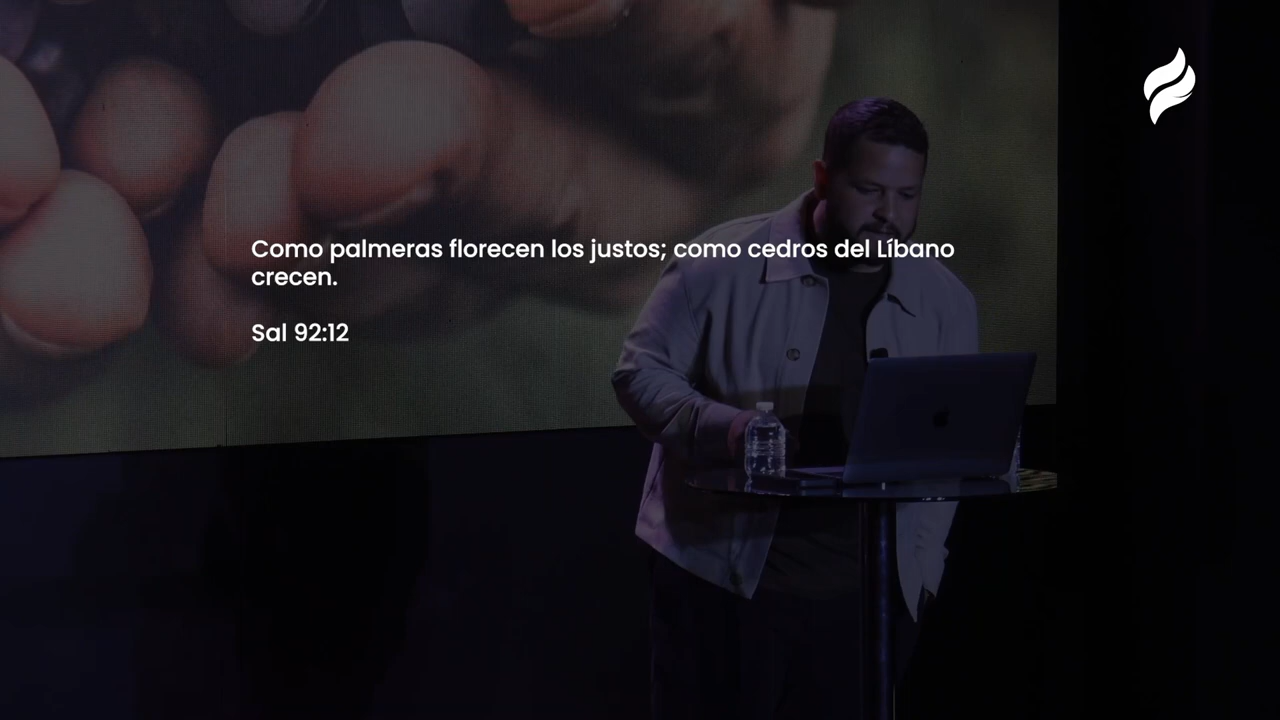 Como palmeras florecen los justos; como cedros del Líbano
crecen.
Sal 92:12